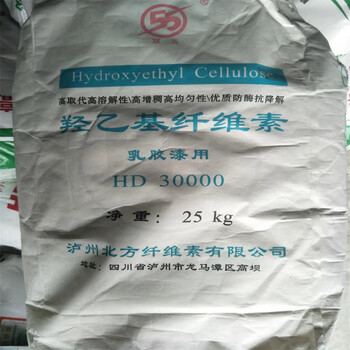 Hydroxyethyl Cellulose
高取代高溶解性\高增稠高均匀性\优质防酶抗降解
羟乙基纤维素
乳胶漆用
HD 30000
净重：25 kg
泸州北方纤维素有限公司
地址：四川省泸州市龙马潭区高坝